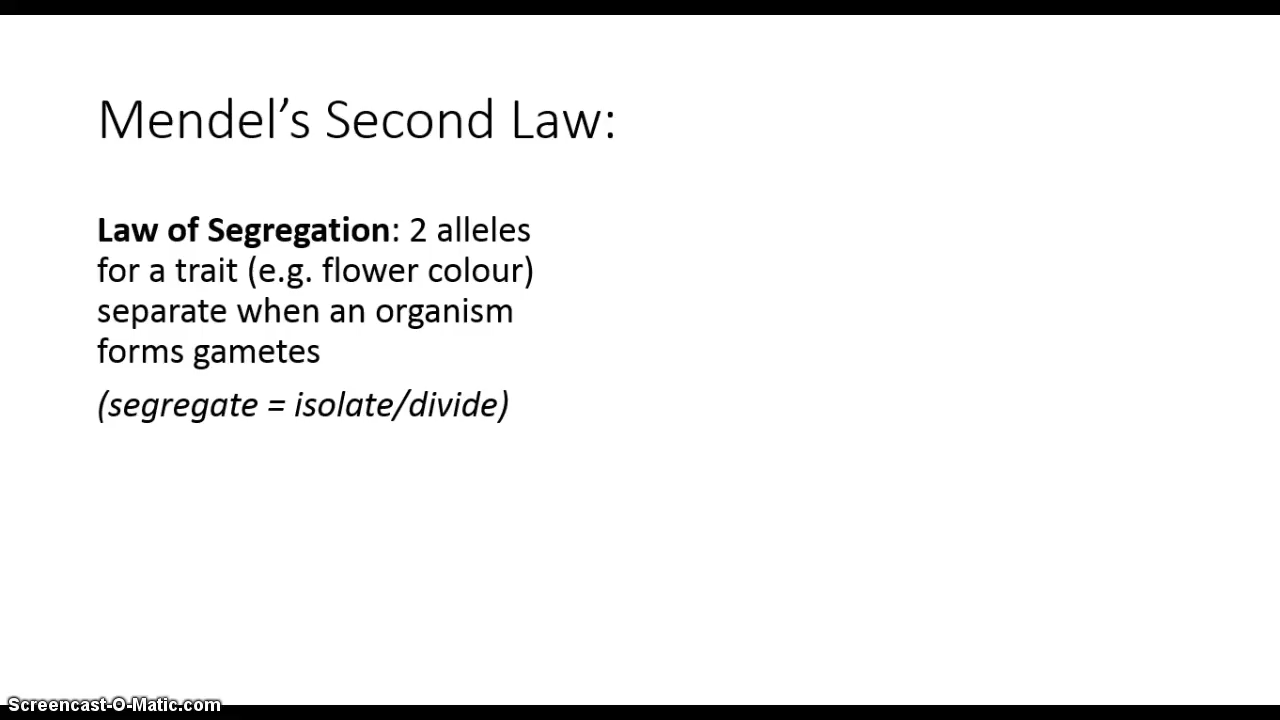 Mendel’s Second Law:
Law of Segregation: 2 alleles
for a trait (e.g. flower colour)
separate when an organism
forms gametes
(segregate = isolate/divide)
Screencast-O-Matic.com